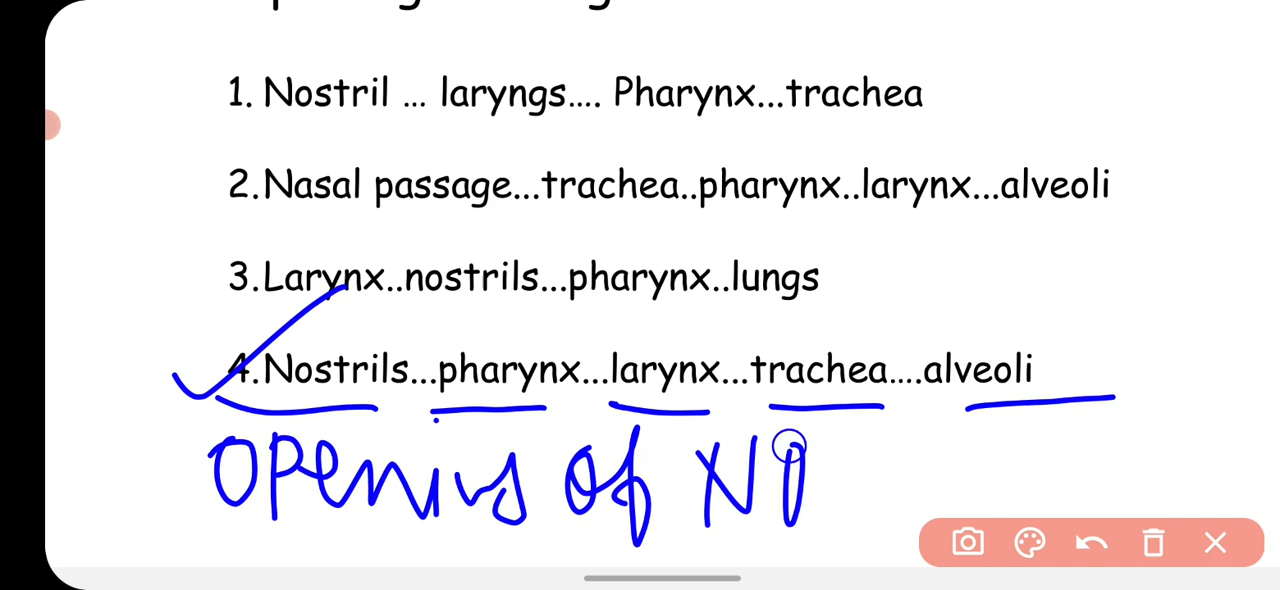 1. Nostril ... laryngs.... Pharynx...trachea
2.Nasal passage...trachea..pharynx..larynx...alveoli
3.Larynx..nostrils...pharynx..lungs
4.Nostrils...pharynx...larynx...trachea....alveoli
Opening of NO